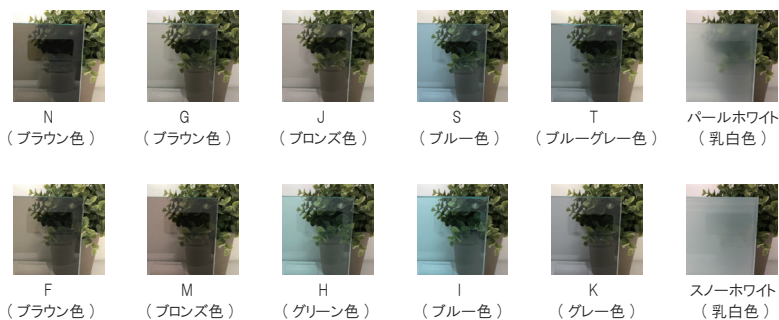 N
( ブラウン色 )
G
( ブラウン色 )
J
( ブロンズ色 )
S
( ブルー色 )
T
( ブルーグレー色 )
パールホワイト
( 乳白色 )
F
( ブラウン色 )
M
( ブロンズ色 )
H
( グリーン色 )
I
( ブルー色 )
K
( グレー色 )
スノーホワイト
( 乳白色 )